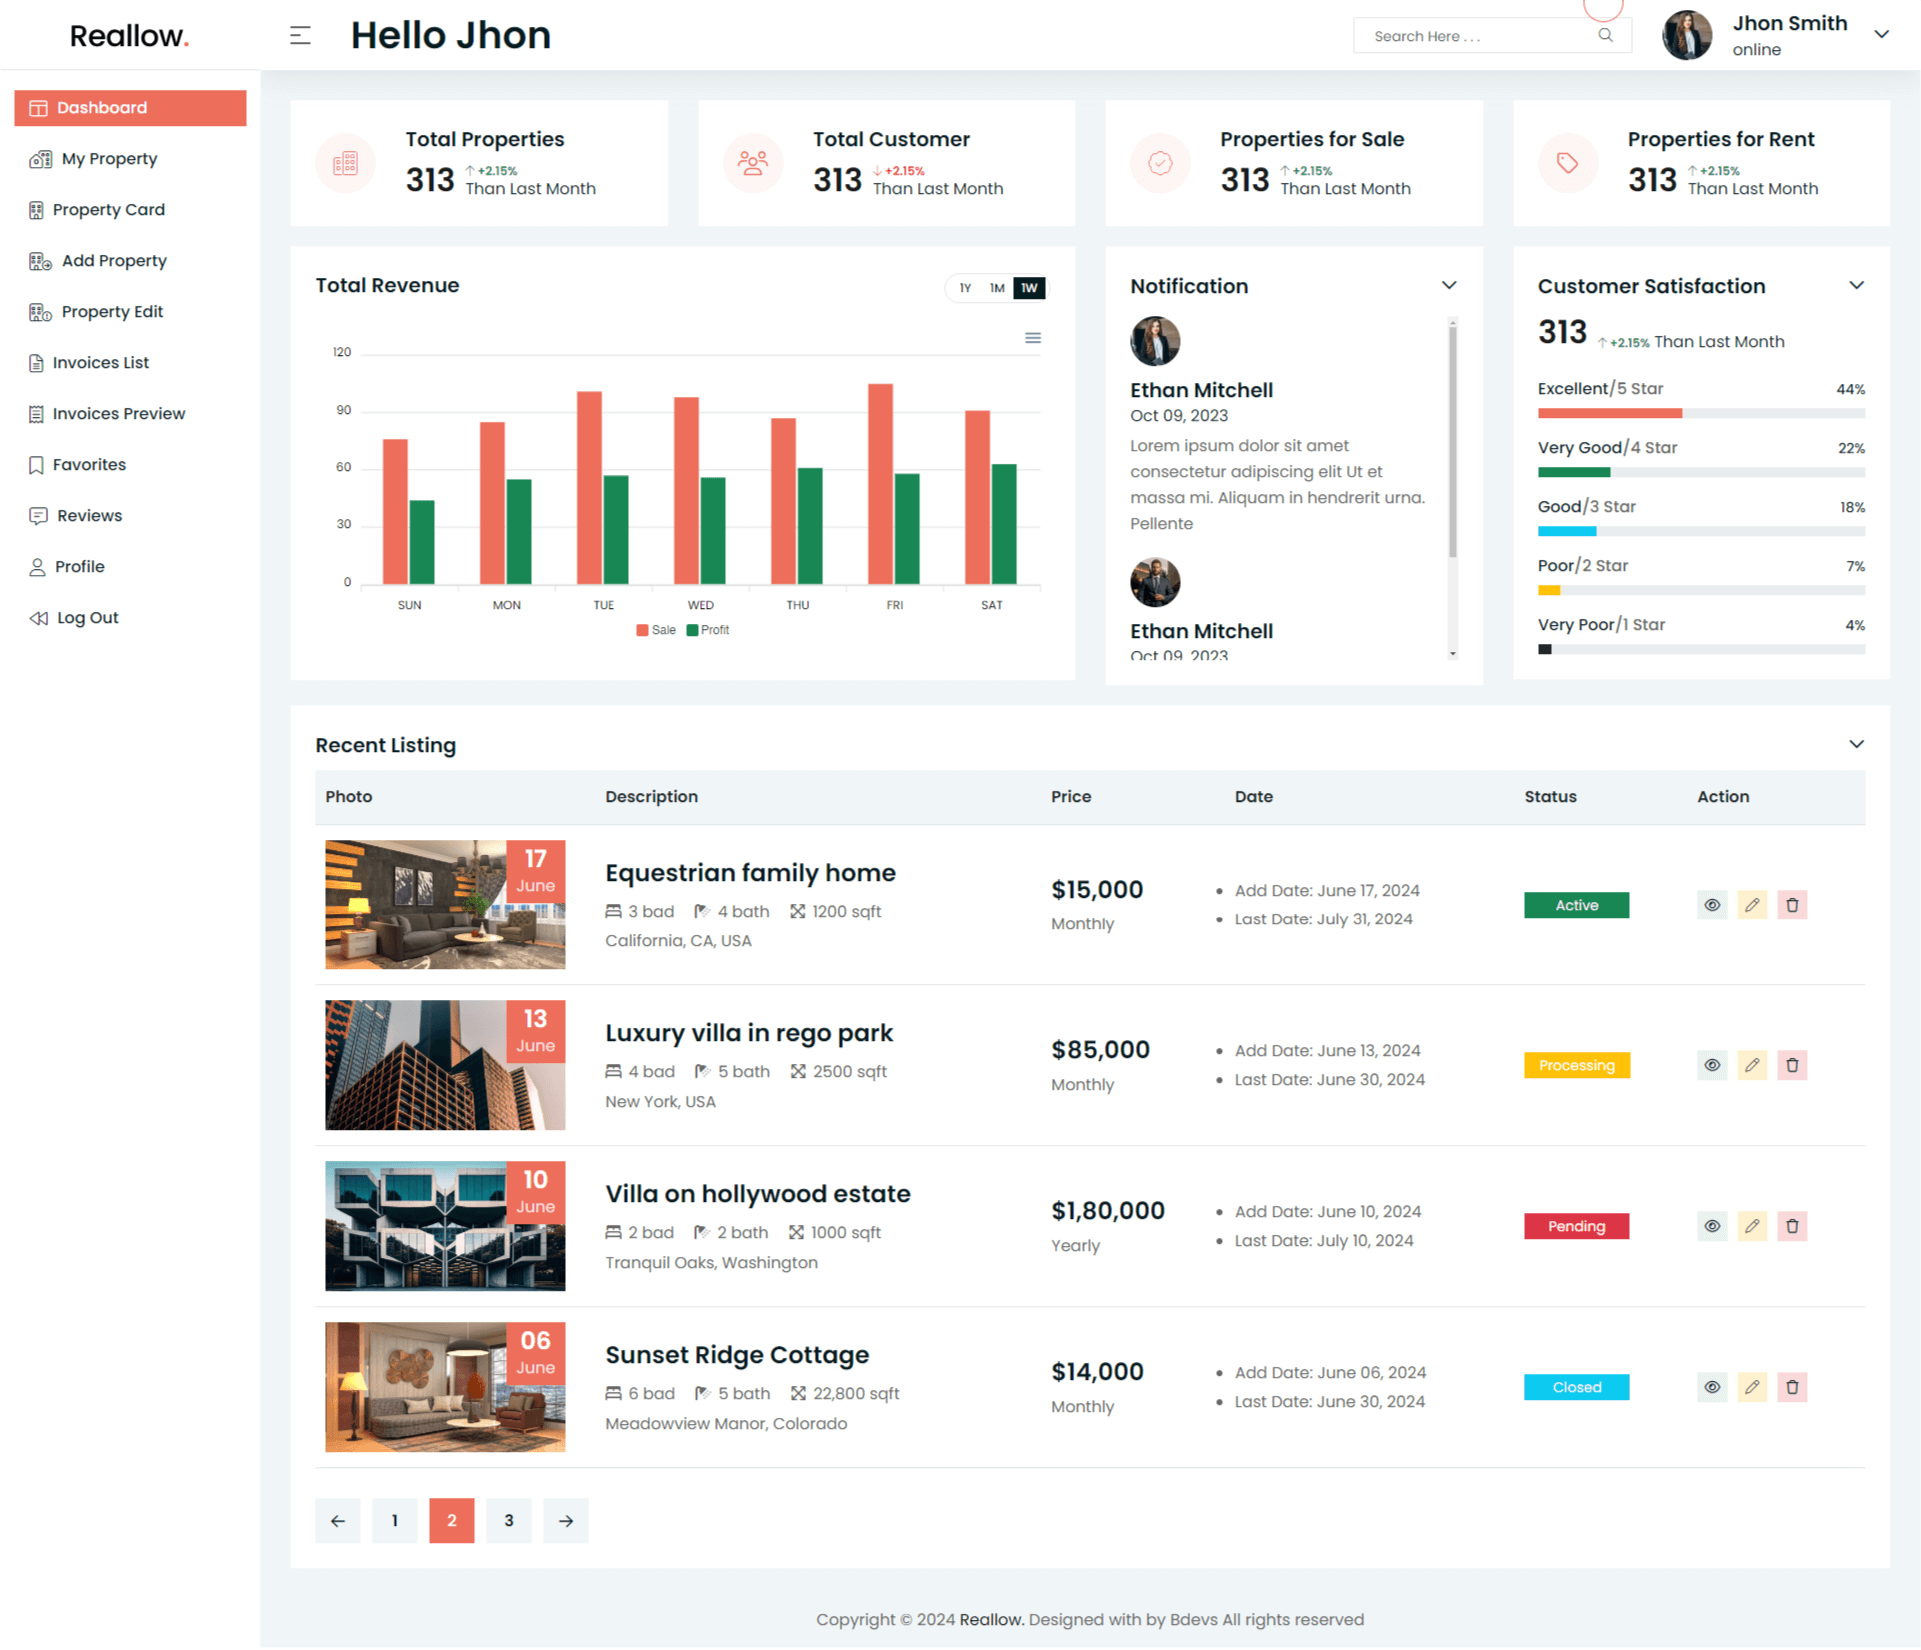 Reallow.
Hello Jhon
Search Here . . .
Jhon Smith
online
Dashboard
My Property
Property Card
Add Property
Property Edit
Invoices List
Invoices Preview
Favorites
Reviews
Profile
Log Out
Total Properties
313 +2.15%
Than Last Month
Total Customer
313 +2.15%
Than Last Month
Properties for Sale
313 +2.15%
Than Last Month
Properties for Rent
313 +2.15%
Than Last Month
Total Revenue
1Y 1M 1W
120
90
60
30
0
SUN MON TUE WED THU FRI SAT
Sale Profit
Notification
Ethan Mitchell
Oct 09, 2023
Lorem ipsum dolor sit amet
consectetur adipiscing elit Ut et
massa mi. Aliquam in hendrerit urna.
Pellente
Ethan Mitchell
Oct 09, 2023
Customer Satisfaction
313 +2.15% Than Last Month
Excellent/5 Star 44%
Very Good/4 Star 22%
Good/3 Star 18%
Poor/2 Star 7%
Very Poor/1 Star 4%
Recent Listing
Photo Description Price Date Status Action
17
June
Equestrian family home
3 bad 4 bath 1200 sqft
California, CA, USA
$15,000
Monthly
Add Date: June 17, 2024
Last Date: July 31, 2024
Active
13
June
Luxury villa in rego park
4 bad 5 bath 2500 sqft
New York, USA
$85,000
Monthly
Add Date: June 13, 2024
Last Date: June 30, 2024
Processing
10
June
Villa on hollywood estate
2 bad 2 bath 1000 sqft
Tranquil Oaks, Washington
$1,80,000
Yearly
Add Date: June 10, 2024
Last Date: July 10, 2024
Pending
06
June
Sunset Ridge Cottage
6 bad 5 bath 22,800 sqft
Meadowview Manor, Colorado
$14,000
Monthly
Add Date: June 06, 2024
Last Date: June 30, 2024
Closed
1 2 3
Copyright © 2024 Reallow. Designed with by Bdevs All rights reserved